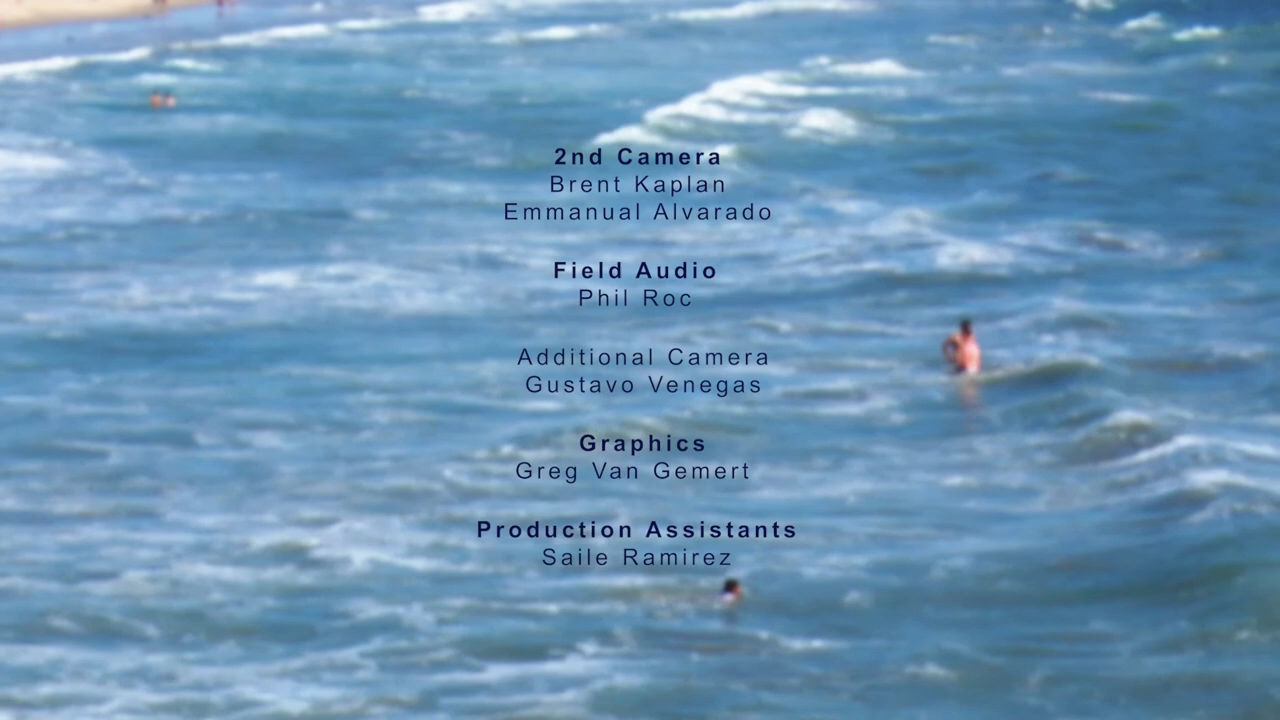 2nd Camera
Brent Kaplan
Emmanual Alvarado
Field Audio
Phil Roc
Additional Camera
Gustavo Venegas
Graphics
Greg Van Gemert
Production Assistants
Saile Ramirez